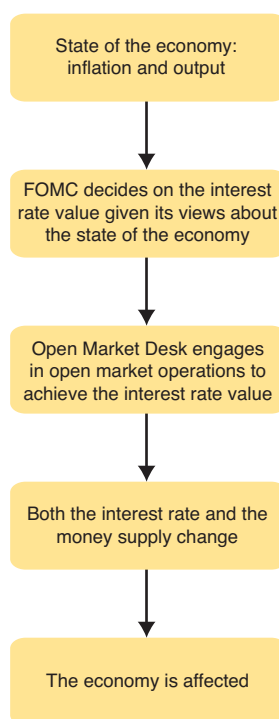 State of the economy:
inflation and output
FOMC decides on the interest
rate value given its views about
the state of the economy
Open Market Desk engages
in open market operations to
achieve the interest rate value
Both the interest rate and the
money supply change
The economy is affected